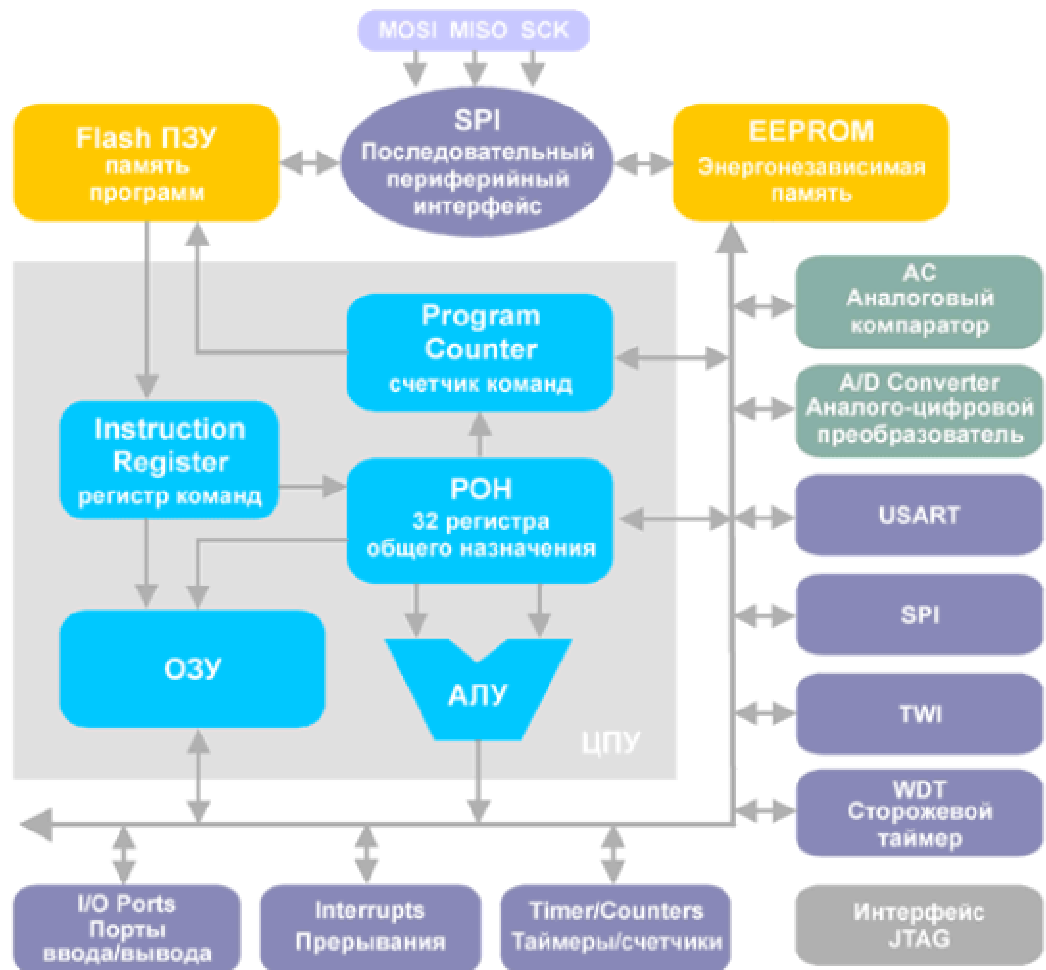 MOSI MISO SCK
SPI
Последовательный
периферийный
интерфейс
Flash ПЗУ
память
программ
EEPROM
Энергонезависимая
память
AC
Аналоговый
компаратор
Program
Counter
счетчик команд
A/D Converter
Аналого-цифровой
преобразователь
Instruction
Register
регистр команд
РОН
32 регистра
общего назначения
USART
SPI
ОЗУ
АЛУ
ЦПУ
TWI
WDT
Сторожевой
таймер
I/O Ports
Порты
ввода/вывода
Interrupts
Прерывания
Timer/Counters
Таймеры/счетчики
Интерфейс
JTAG